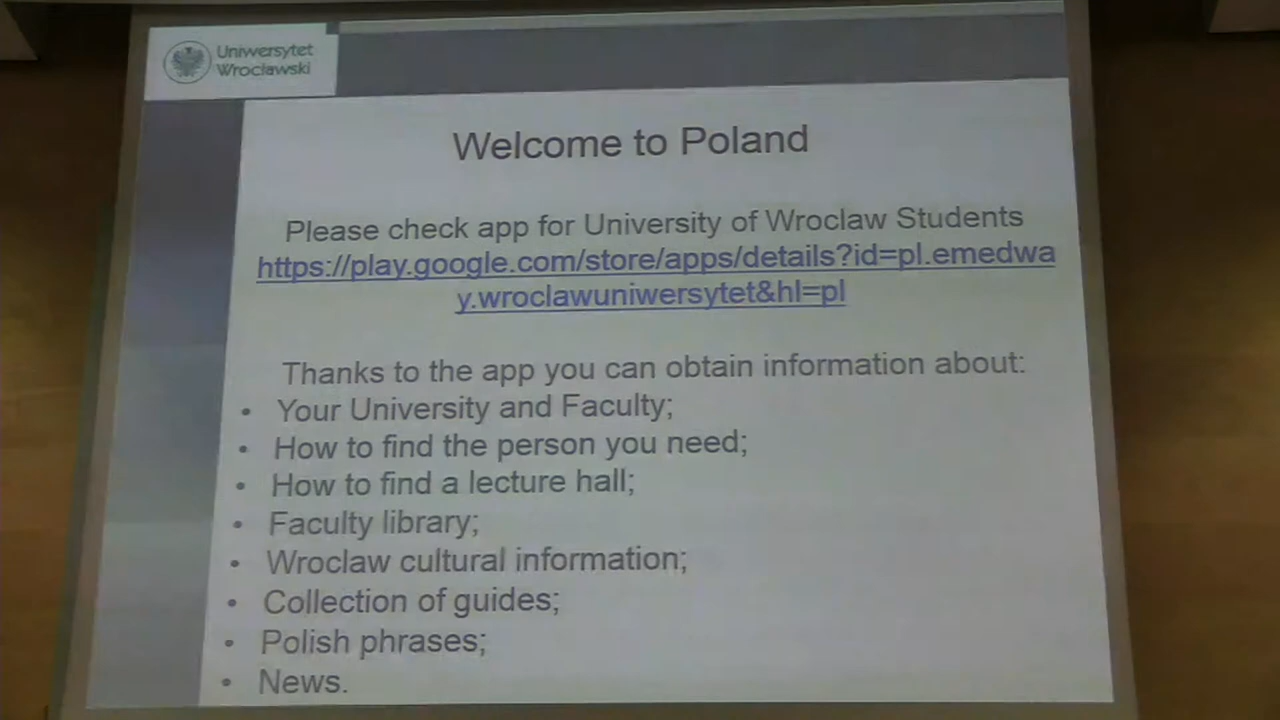 Uniwersytet
Wrocławski
Welcome to Poland
Please check app for University of Wroclaw Students
https://play.google.com/store/apps/details?id=pl.emedwa
y.wroclawuniwersytet&hl=pl
Thanks to the app you can obtain information about:
• Your University and Faculty;
• How to find the person you need;
• How to find a lecture hall;
• Faculty library;
• Wroclaw cultural information;
• Collection of guides;
• Polish phrases;
• News.